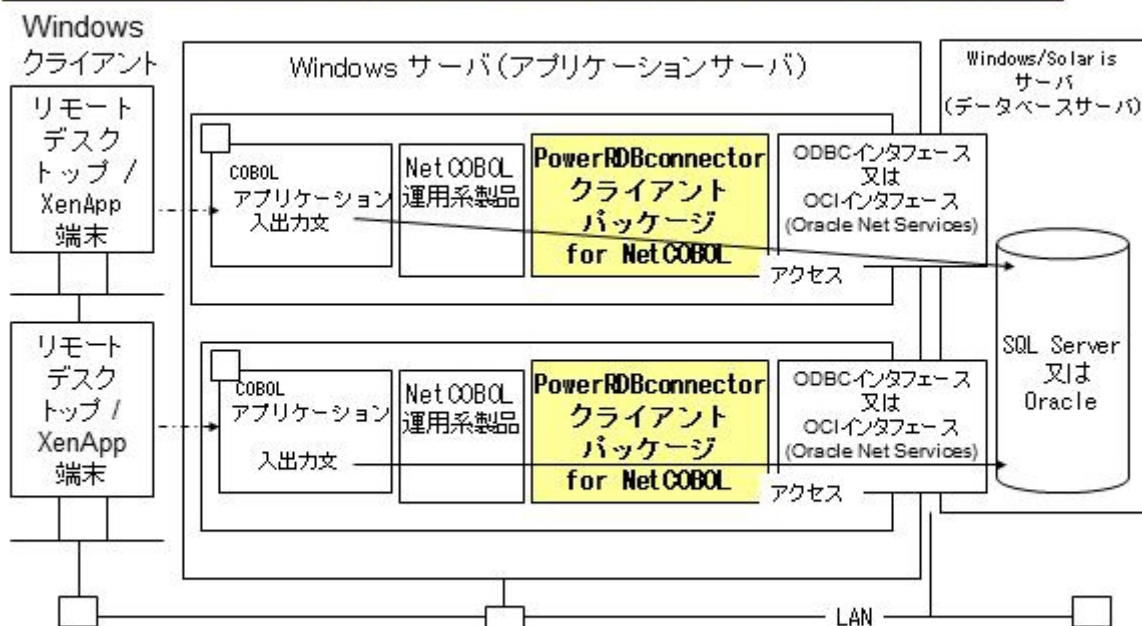 Windows
クライアント
リモート
デスク
トップ /
XenApp
端末
リモート
デスク
トップ /
XenApp
端末
Windows サーバ(アプリケーションサーバ)
COBOL
アプリケーション
入出力文
NetCOBOL
運用系製品
PowerRDBconnector
クライアント
パッケージ
for NetCOBOL
ODBCインタフェース
又は
OCIインタフェース
(Oracle Net Services)
アクセス
COBOL
アプリケーション
入出力文
NetCOBOL
運用系製品
PowerRDBconnector
クライアント
パッケージ
for NetCOBOL
ODBCインタフェース
又は
OCIインタフェース
(Oracle Net Services)
アクセス
Windows/Solaris
サーバ
(データベースサーバ)
SQL Server
又は
Oracle
LAN